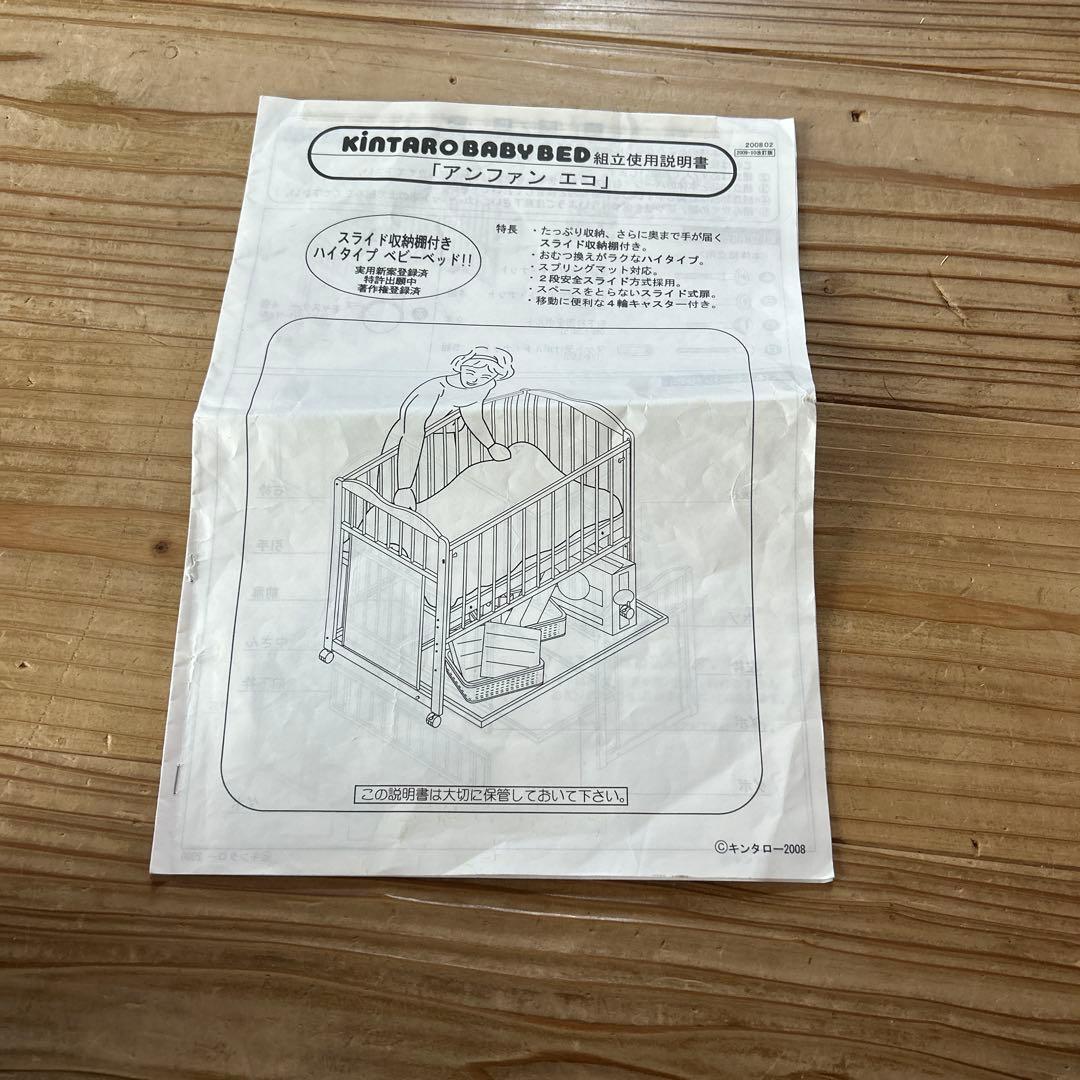 KINTARO BABY BED 組立使用説明書
「アンファン エコ」
200802
2009-10改訂版
スライド収納棚付き
ハイタイプ ベビーベッド!!
実用新案登録済
特許出願中
著作権登録済
特長 ・たっぷり収納、さらに奥まで手が届く
スライド収納棚付き。
・おむつ換えがラクなハイタイプ。
・スプリングマット対応。
・2段安全スライド方式採用。
・スペースをとらないスライド式扉。
・移動に便利な4輪キャスター付き。
この説明書は大切に保管しておいて下さい。
©キンタロー2008